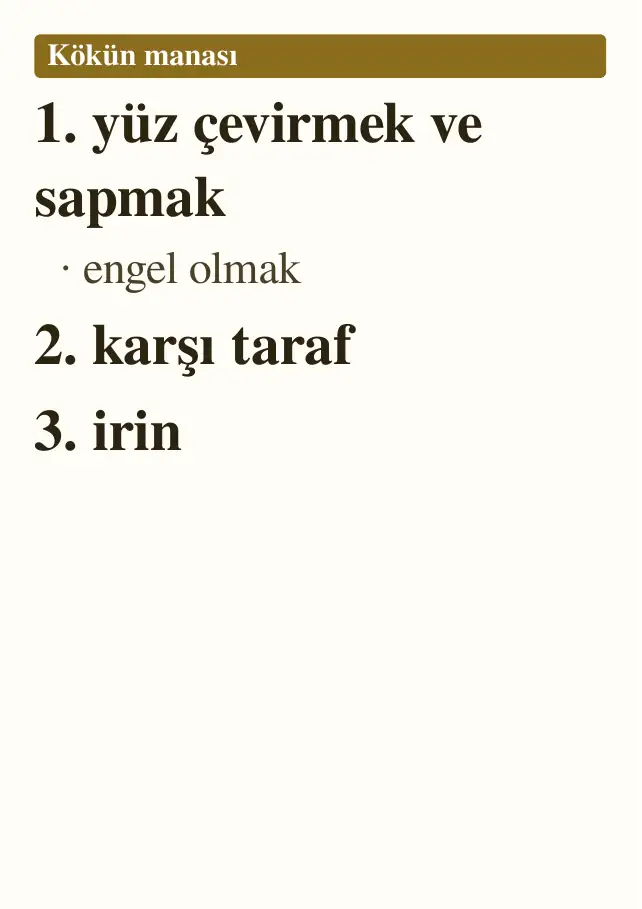 Kökün manası
1. yüz çevirmek ve
sapmak
· engel olmak
2. karşı taraf
3. irin